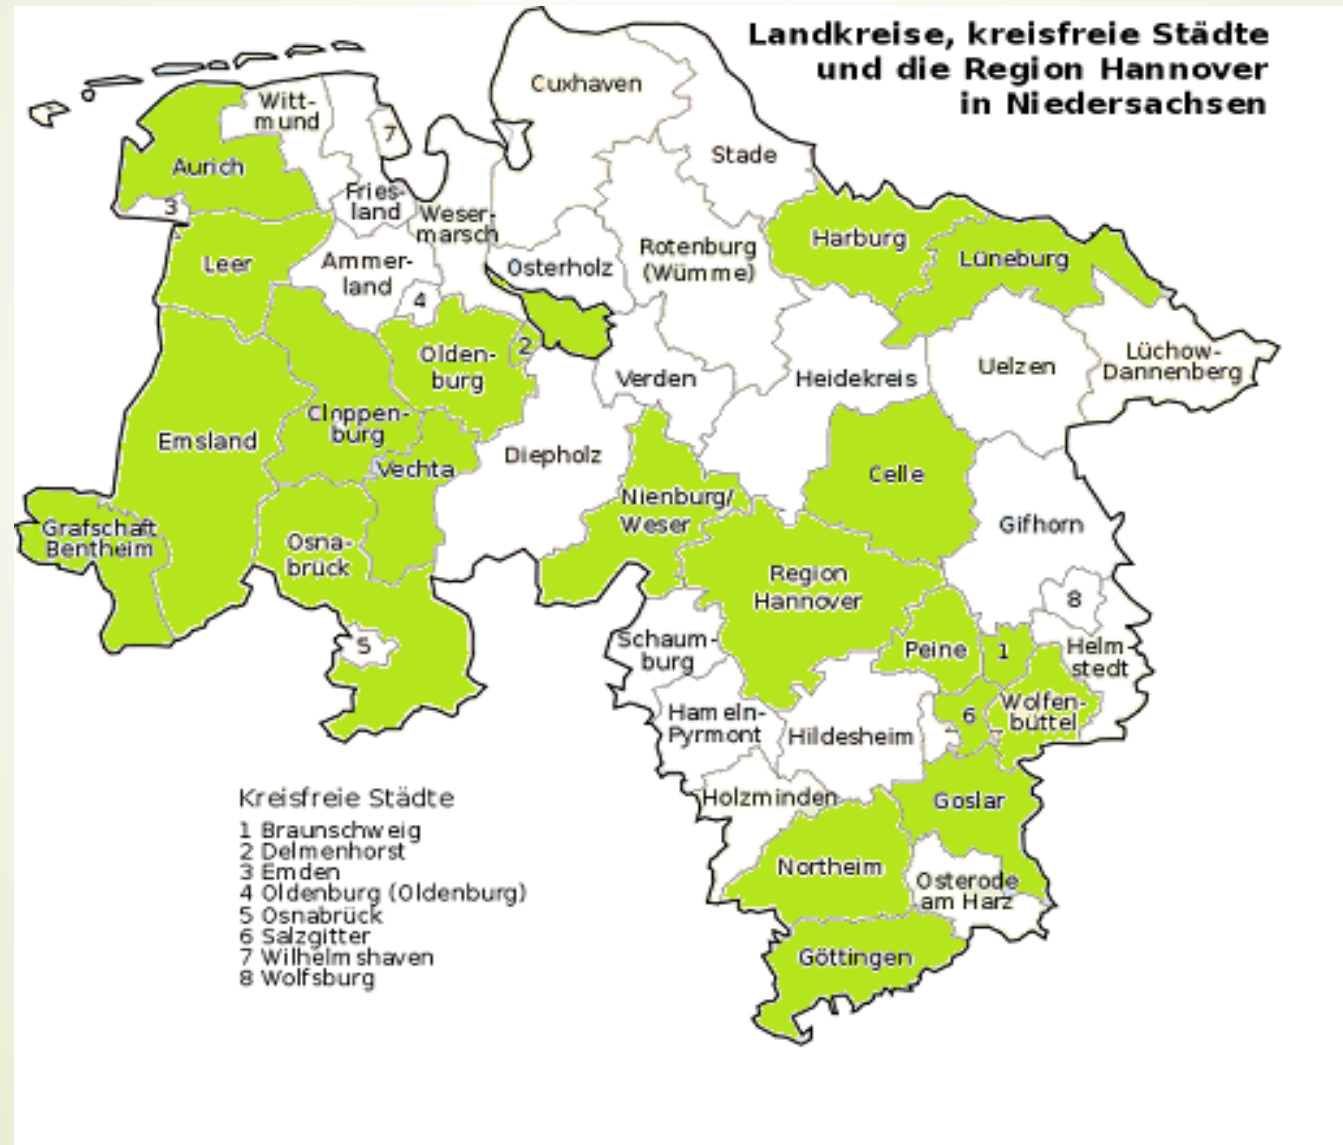 Landkreise, kreisfreie Städte
und die Region Hannover
in Niedersachsen
Cuxhaven
Witt-
mund
7
Stade
Aurich
Fries-
land
3
Weser-
marsch
Harburg
Rotenburg
(Wümme)
Lüneburg
Leer
Ammer-
land
Osterholz
4
2
Olden-
burg
Verden
Heidekreis
Uelzen
Lüchow-
Dannenberg
Cloppen-
burg
Emsland
Vechta
Diepholz
Celle
Nienburg/
Weser
Gifhorn
Grafschaft
Bentheim
Osna-
brück
Region
Hannover
8
5
Schaum-
burg
Peine
1
Helm-
stedt
Hameln-
Pyrmont
Hildesheim
6
Wolfen-
büttel
Holzminden
Goslar
Northeim
Osterode
am Harz
Göttingen
Kreisfreie Städte
1 Braunschweig
2 Delmenhorst
3 Emden
4 Oldenburg (Oldenburg)
5 Osnabrück
6 Salzgitter
7 Wilhelmshaven
8 Wolfsburg